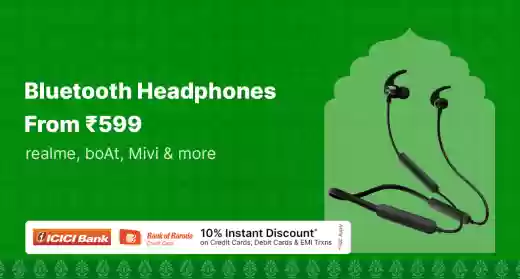 Bluetooth Headphones
From ₹599
realme, boAt, Mivi & more
ICICI Bank
Bank of Baroda
Credit Card
10% Instant Discount*
on Credit Cards, Debit Cards & EMI Trxns